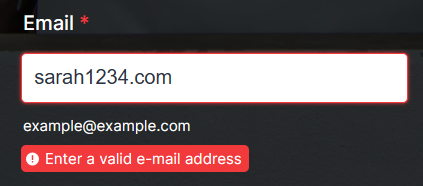 Email *
sarah1234.com
example@example.com
Enter a valid e-mail address